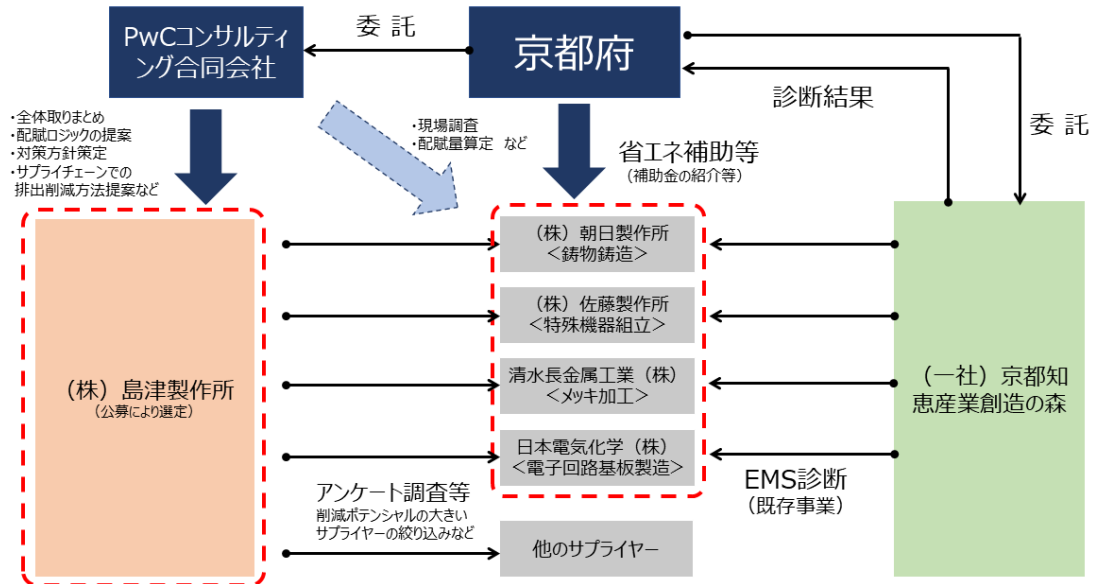 PwCコンサルティ
ング合同会社
委 託
京都府
診断結果
委 託
・全体取りまとめ
・配賦ロジックの提案
・対策方針策定
・サプライチェーンでの
排出削減方法提案など
・現場調査
・配賦量算定 など
省エネ補助等
（補助金の紹介等）
（株）島津製作所
（公募により選定）
（株）朝日製作所
＜鋳物鋳造＞
（株）佐藤製作所
＜特殊機器組立＞
清水長金属工業（株）
＜メッキ加工＞
日本電気化学（株）
＜電子回路基板製造＞
他のサプライヤー
アンケート調査等
削減ポテンシャルの大きい
サプライヤーの絞り込みなど
EMS診断
（既存事業）
（一社）京都知
恵産業創造の森